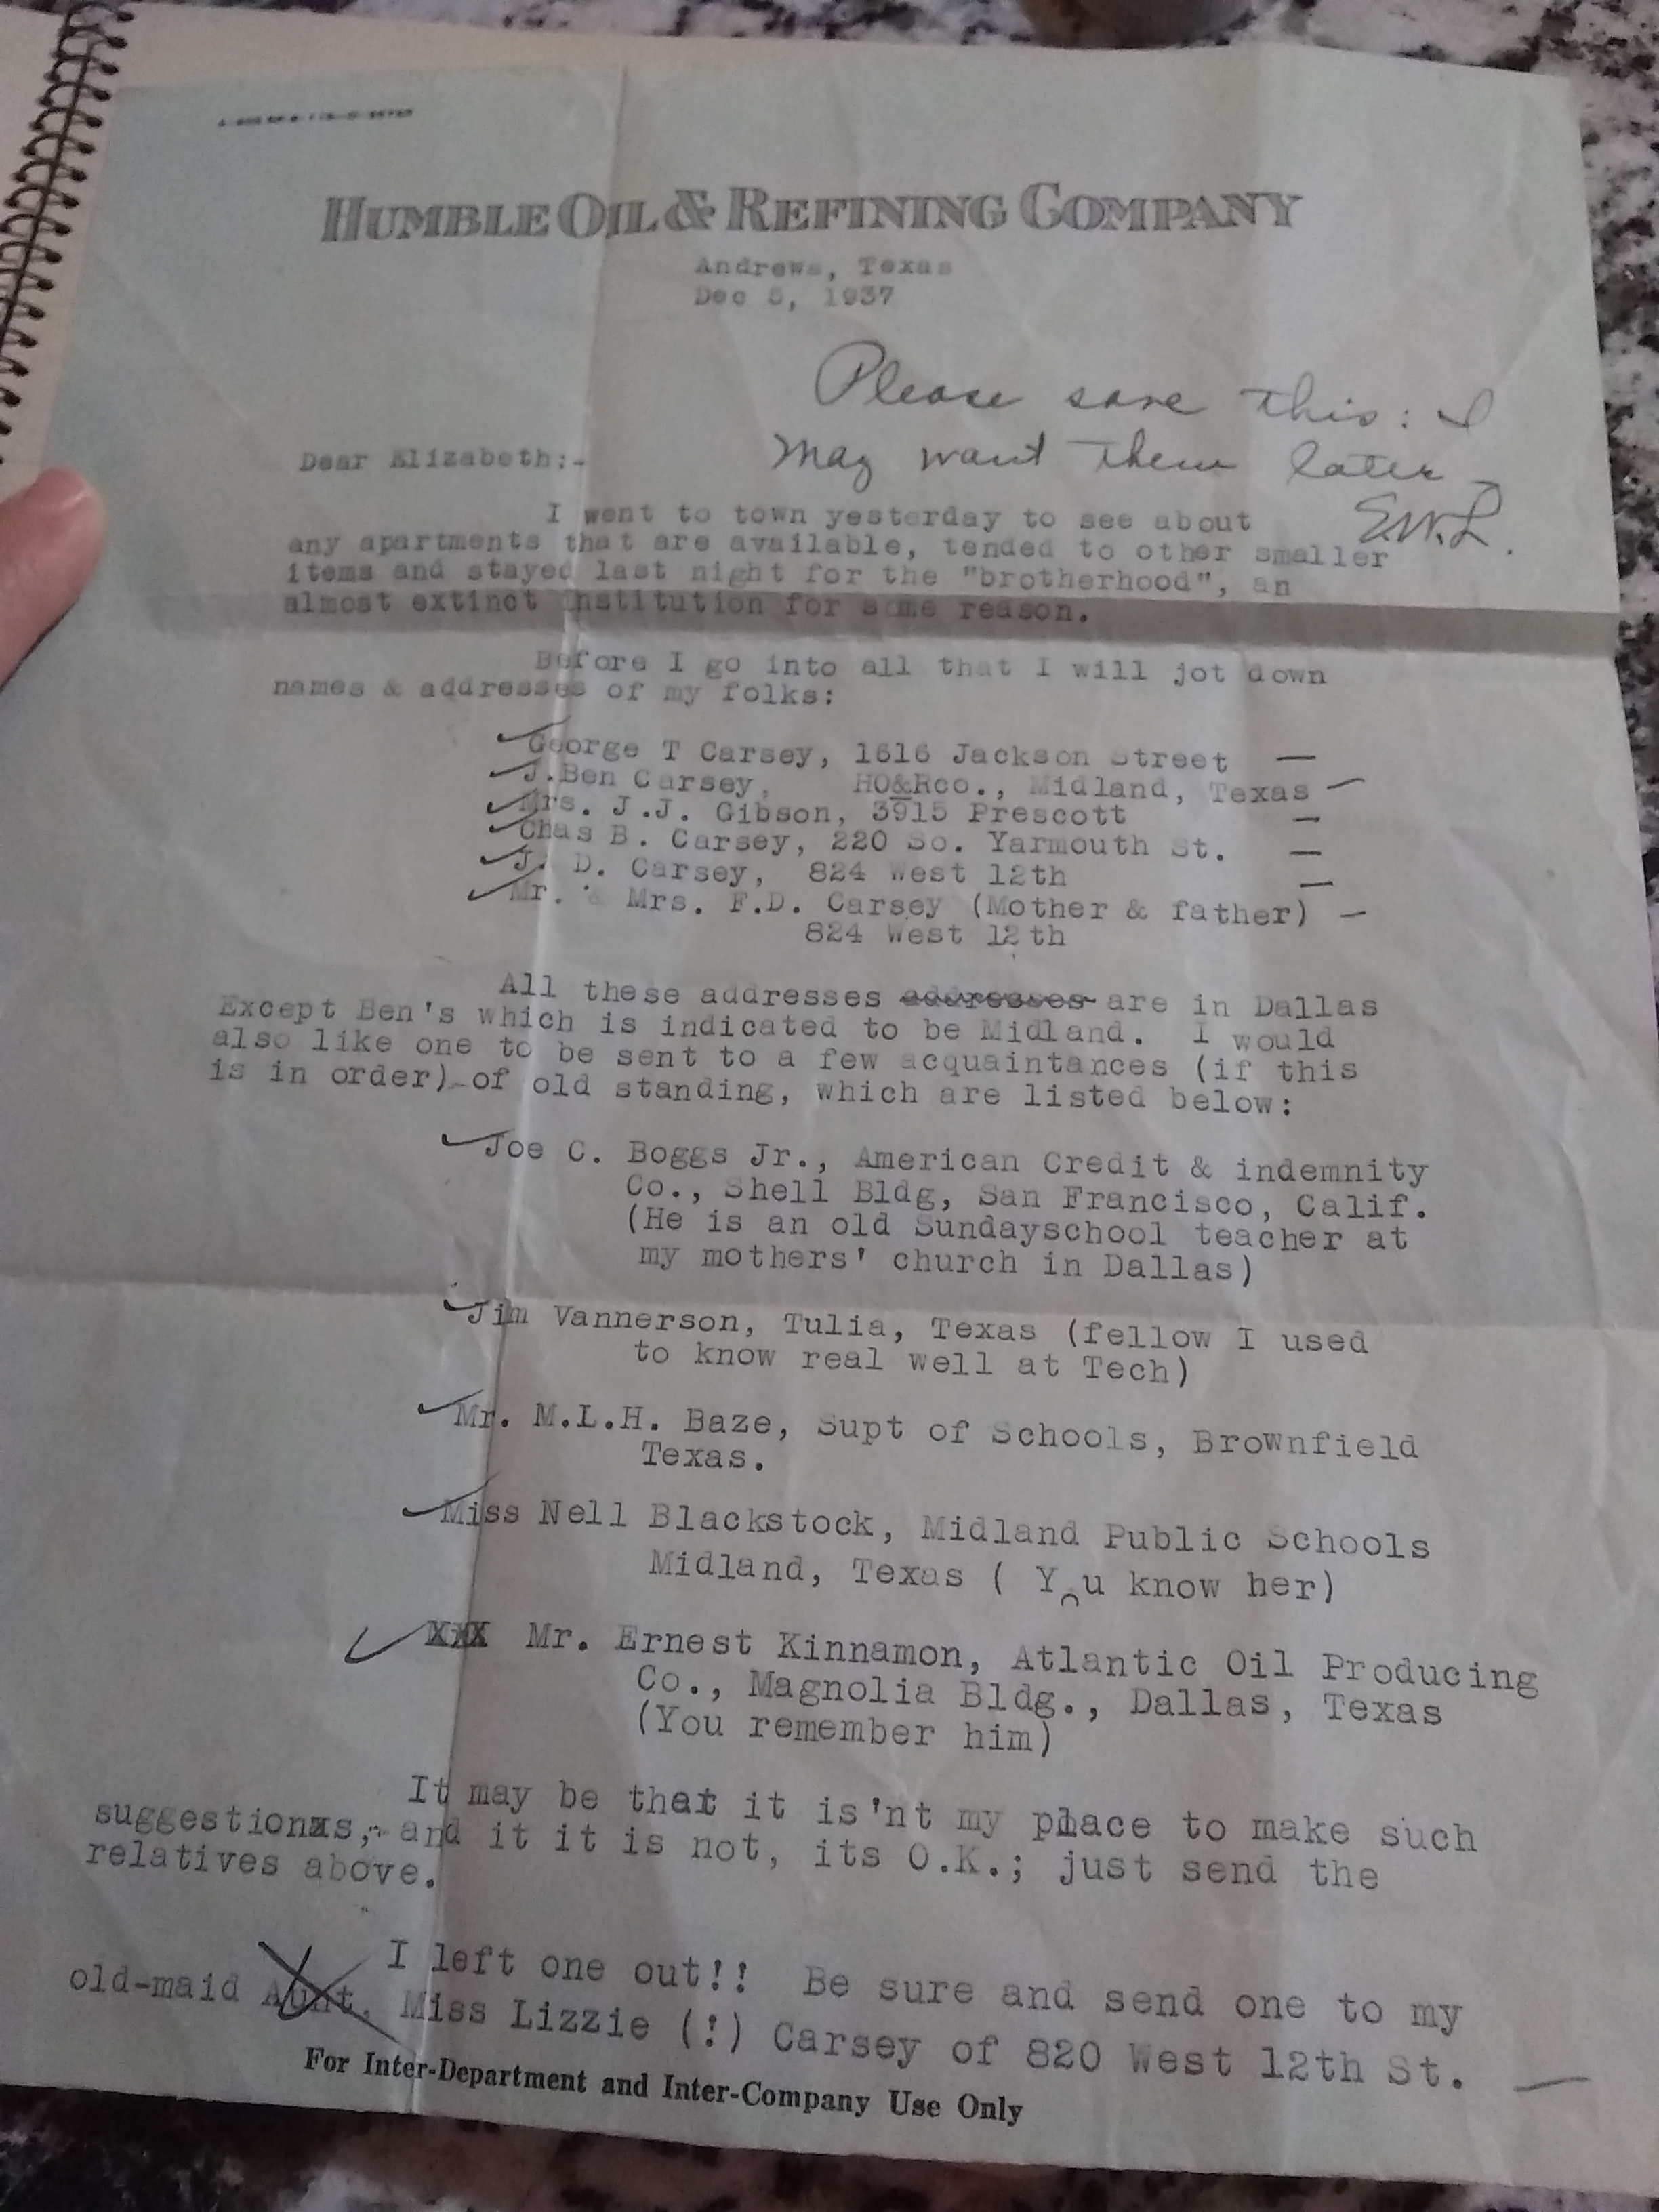 HUMBLE OIL & REFINING COMPANY
Andrews, Texas
Dec 5, 1937
Please save this: I
may want them later
E.W.L.
Dear Elizabeth:-
I went to town yesterday to see about
any apartments that are available, tended to other smaller
items and stayed last night for the "brotherhood", an
almost extinct institution for some reason.
Before I go into all that I will jot down
names & addresses of my folks:
George T Carsey, 1616 Jackson Street —
J.Ben Carsey, HO&Rco., Midland, Texas —
Mrs. J.J. Gibson, 3915 Prescott —
Chas B. Carsey, 220 So. Yarmouth St. —
J. D. Carsey, 824 West 12th —
Mr. & Mrs. F.D. Carsey (Mother & father) —
824 West 12th
All these addresses addresses are in Dallas
Except Ben's which is indicated to be Midland. I would
also like one to be sent to a few acquaintances (if this
is in order) of old standing, which are listed below:
Joe C. Boggs Jr., American Credit & indemnity
Co., Shell Bldg, San Francisco, Calif.
(He is an old Sundayschool teacher at
my mothers' church in Dallas)
Jim Vannerson, Tulia, Texas (fellow I used
to know real well at Tech)
Mr. M.L.H. Baze, Supt of Schools, Brownfield
Texas.
Miss Nell Blackstock, Midland Public Schools
Midland, Texas ( You know her)
XXX Mr. Ernest Kinnamon, Atlantic Oil Producing
Co., Magnolia Bldg., Dallas, Texas
(You remember him)
It may be that it is'nt my place to make such
suggestionxs, and it it is not, its O.K.; just send the
relatives above.
I left one out!! Be sure and send one to my
old-maid Aunt, Miss Lizzie (!) Carsey of 820 West 12th St. —
For Inter-Department and Inter-Company Use Only